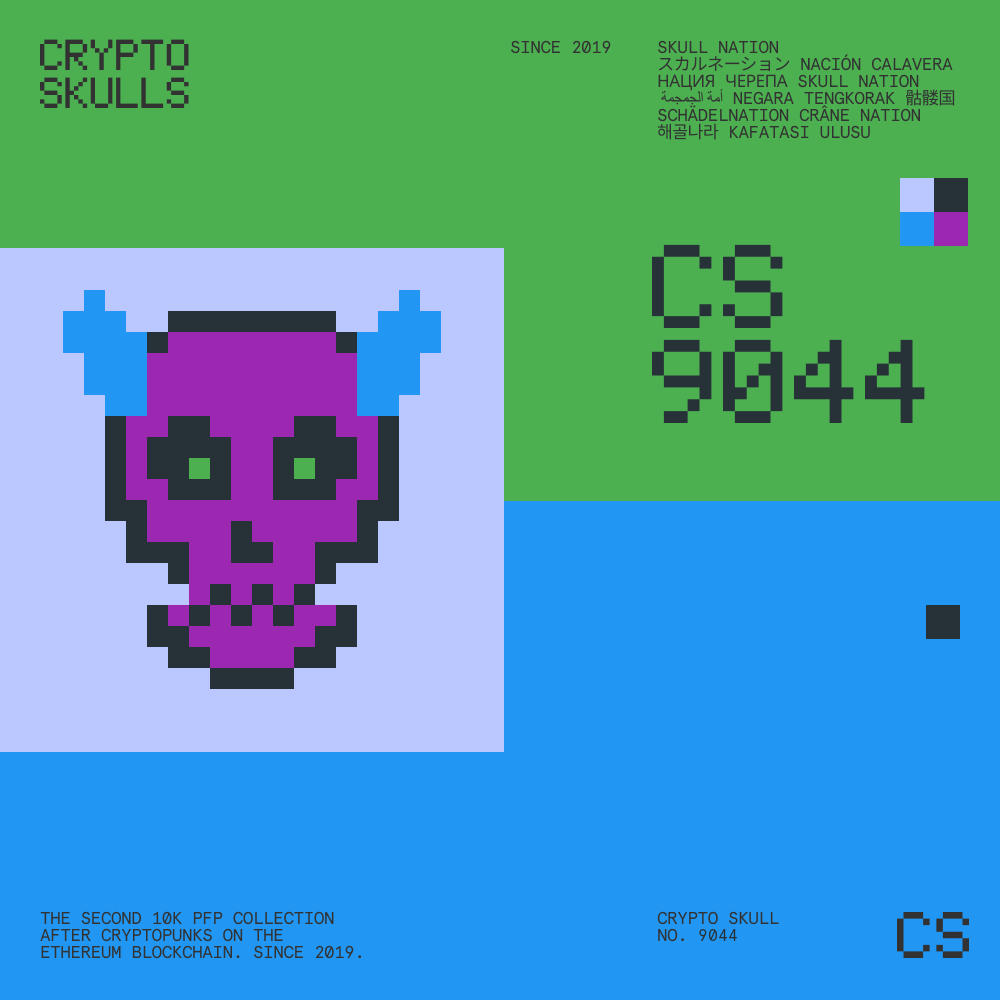 CRYPTO
SKULLS
SINCE 2019
SKULL NATION
スカルネーション NACIÓN CALAVERA
НАЦИЯ ЧЕРЕПА SKULL NATION
أمة الجمجمة NEGARA TENGKORAK 骷髅国
SCHÄDELNATION CRÂNE NATION
해골나라 KAFATASI ULUSU
CS
9044
THE SECOND 10K PFP COLLECTION
AFTER CRYPTOPUNKS ON THE
ETHEREUM BLOCKCHAIN. SINCE 2019.
CRYPTO SKULL
NO. 9044
CS